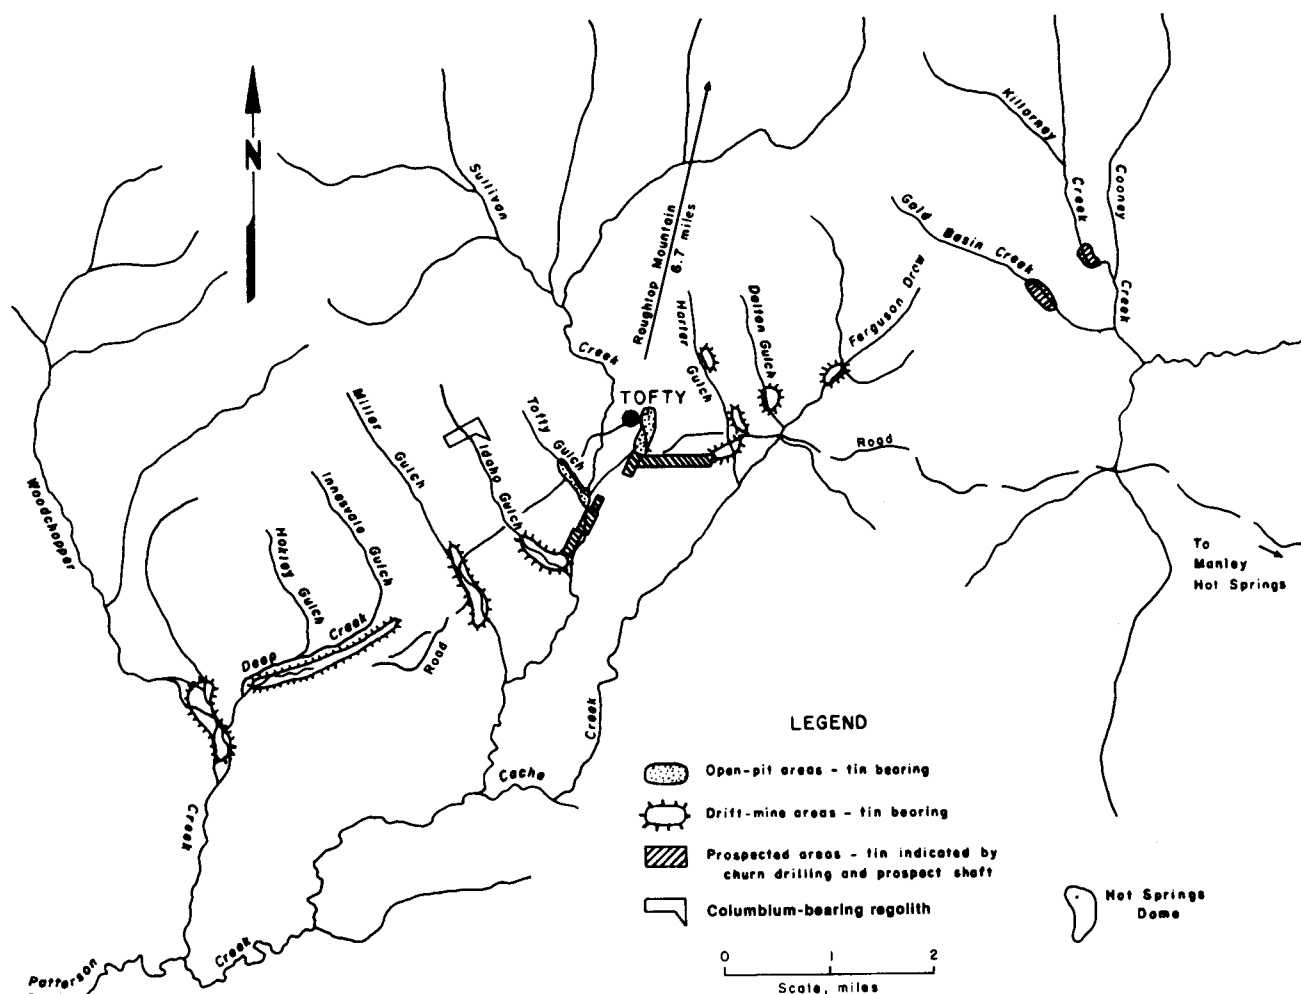 N
Sullivan
Creek
Roughtop Mountain
6.7 miles
Killarney
Creek
Cooney
Creek
Gold Basin Creek
Ferguson Draw
Harter
Gulch
Dalton
Gulch
TOFTY
Tofty
Gulch
Idaho
Gulch
Miller
Gulch
Innesvale
Gulch
Hokley
Gulch
Woodchopper
Creek
Deep
Creek
Road
Road
To
Manley
Hot Springs
Creek
Cache
Patterson
Creek
LEGEND
Open-pit areas - tin bearing
Drift-mine areas - tin bearing
Prospected areas - tin indicated by
churn drilling and prospect shaft
Columbium-bearing regolith
Hot Springs
Dome
0 1 2
Scale, miles